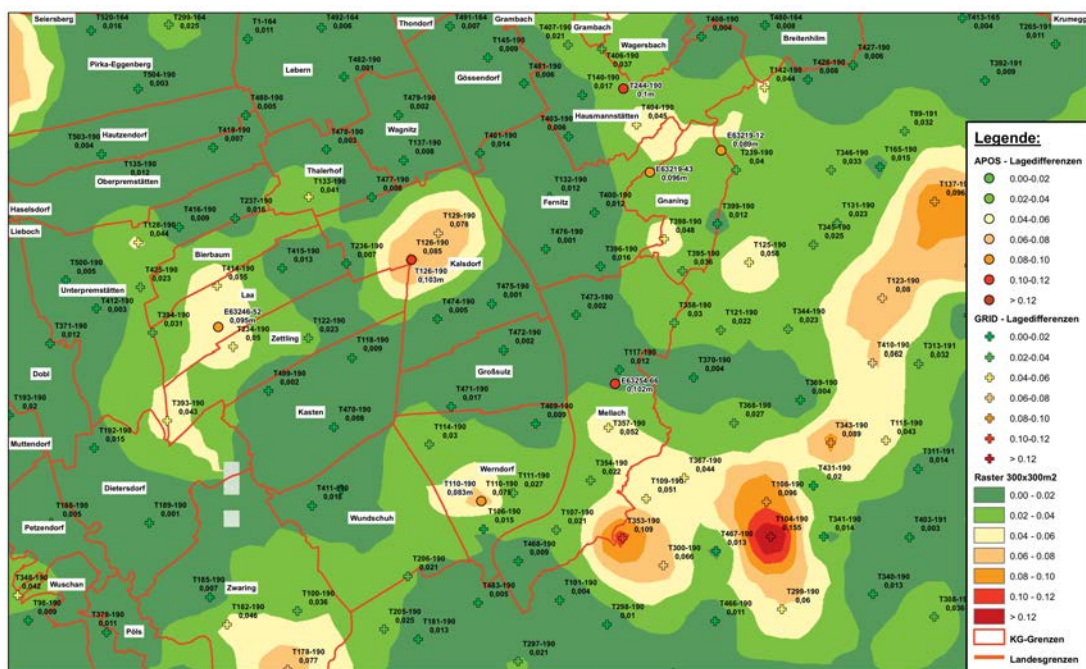 Seiersberg
T520-164
0,016
T299-164
0,025
T1-164
0,011
T492-164
0,006
Thondorf
T491-164
0,007
Grambach
T407-190
0,021
Grambach
T408-190
0,004
T480-164
0,008
T413-165
0,004
T265-191
0,011
Krumegg
Pirka-Eggenberg
T504-190
0,003
Lebern
T482-190
0,001
T145-190
0,009
Gössendorf
T481-190
0,006
T406-190
0,037
Wagersbach
Breitenhilm
T142-190
0,044
T428-190
0,008
T427-190
0,006
T392-191
0,009
T140-190
0,017
T244-190
0,1m
Hautzendorf
T503-190
0,004
T480-190
0,005
T418-190
0,007
T479-190
0,002
Wagnitz
T478-190
0,003
T137-190
0,008
T401-190
0,014
T403-190
0,006
Hausmannstätten
T404-190
0,045
E63219-12
0,089m
T239-190
0,04
T89-191
0,032
T165-190
0,015
T346-190
0,033
T135-190
0,012
Oberpremstätten
Thalerhof
T133-190
0,041
T477-190
0,008
E63219-43
0,096m
T132-190
0,012
T400-190
0,012
Gnaning
Fernitz
T399-190
0,012
T131-190
0,023
T345-190
0,025
T137-1
0,096
Haselsdorf
Lieboch
T416-190
0,009
T237-190
0,016
T128-190
0,044
T129-190
0,078
T126-190
0,085
T126-190
0,103m
Kalsdorf
T476-190
0,001
T396-190
0,016
T398-190
0,048
T395-190
0,036
T125-190
0,058
Bierbaum
T500-190
0,005
Unterpremstätten
T412-190
0,003
T425-190
0,023
T414-190
0,055
T415-190
0,013
T236-190
0,007
Laa
E63246-52
0,095m
T234-190
0,05
T394-190
0,031
T371-190
0,012
Zettling
T122-190
0,023
T118-190
0,009
T474-190
0,005
T475-190
0,001
T472-190
0,002
T473-190
0,002
T358-190
0,03
T121-190
0,022
T344-190
0,023
T123-190
0,08
T410-190
0,062
T313-191
0,032
Dobl
T193-190
0,02
T409-190
0,002
Kasten
T470-190
0,008
Großsulz
T471-190
0,017
T469-190
0,009
T117-190
0,012
E63254-66
0,102m
T370-190
0,004
T369-190
0,004
T368-190
0,027
T393-190
0,043
Muttendorf
T192-190
0,015
Mellach
T357-190
0,052
T114-190
0,03
T343-190
0,089
T115-190
0,043
T311-191
0,014
Dietersdorf
T411-190
0,018
Wundschuh
Werndorf
T110-190
0,083m
T110-190
0,078
T111-190
0,027
T106-190
0,015
T354-190
0,022
T367-190
0,044
T109-190
0,051
T431-190
0,02
T108-190
0,096
T104-190
0,155
T341-190
0,014
T403-191
0,003
T189-190
0,001
Petzendorf
T107-190
0,021
T468-190
0,009
T353-190
0,109
T300-190
0,066
T407-190
0,013
Wuschan
T348-190
0,042
T96-190
0,009
T379-190
0,011
Pöls
T185-190
0,007
Zwaring
T182-190
0,046
T100-190
0,036
T206-190
0,021
T205-190
0,025
T181-190
0,013
T483-190
0,005
T101-190
0,004
T298-190
0,01
T466-190
0,011
T299-190
0,06
T340-190
0,013
T178-190
0,077
T297-190
0,021
Legende:
APOS - Lagedifferenzen
0.00-0.02
0.02-0.04
0.04-0.06
0.06-0.08
0.08-0.10
0.10-0.12
> 0.12
GRID - Lagedifferenzen
0.00-0.02
0.02-0.04
0.04-0.06
0.06-0.08
0.08-0.10
0.10-0.12
> 0.12
Raster 300x300m2
0.00 - 0.02
0.02 - 0.04
0.04 - 0.06
0.06 - 0.08
0.08 - 0.10
0.10 - 0.12
> 0.12
KG-Grenzen
Landesgrenzen